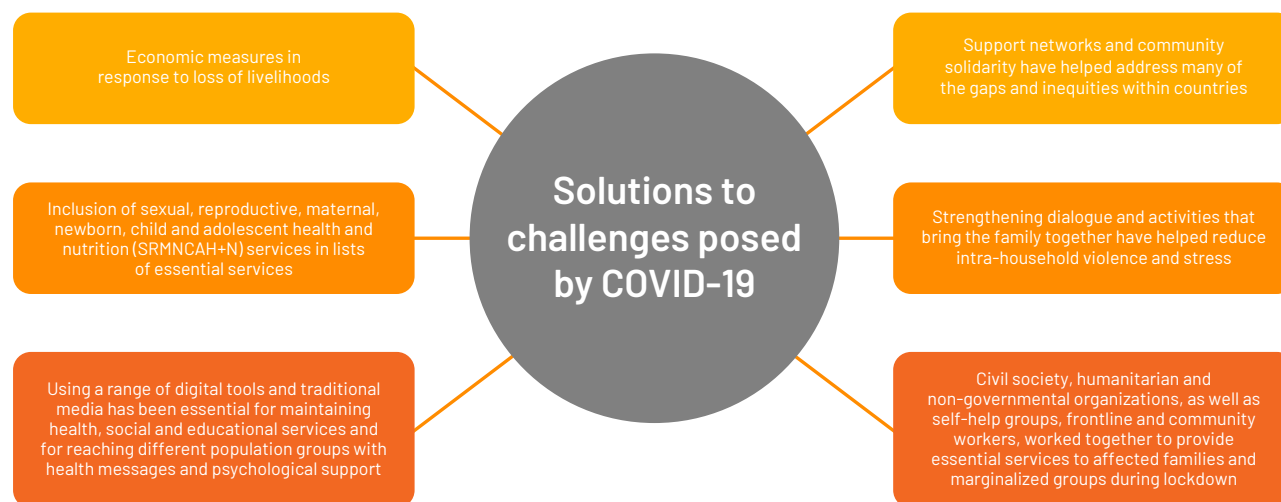 Economic measures in
response to loss of livelihoods
Inclusion of sexual, reproductive, maternal,
newborn, child and adolescent health and
nutrition (SRMNCAH+N) services in lists
of essential services
Using a range of digital tools and traditional
media has been essential for maintaining
health, social and educational services and
for reaching different population groups with
health messages and psychological support
Solutions to
challenges posed
by COVID-19
Support networks and community
solidarity have helped address many of
the gaps and inequities within countries
Strengthening dialogue and activities that
bring the family together have helped reduce
intra-household violence and stress
Civil society, humanitarian and
non-governmental organizations, as well as
self-help groups, frontline and community
workers, worked together to provide
essential services to affected families and
marginalized groups during lockdown